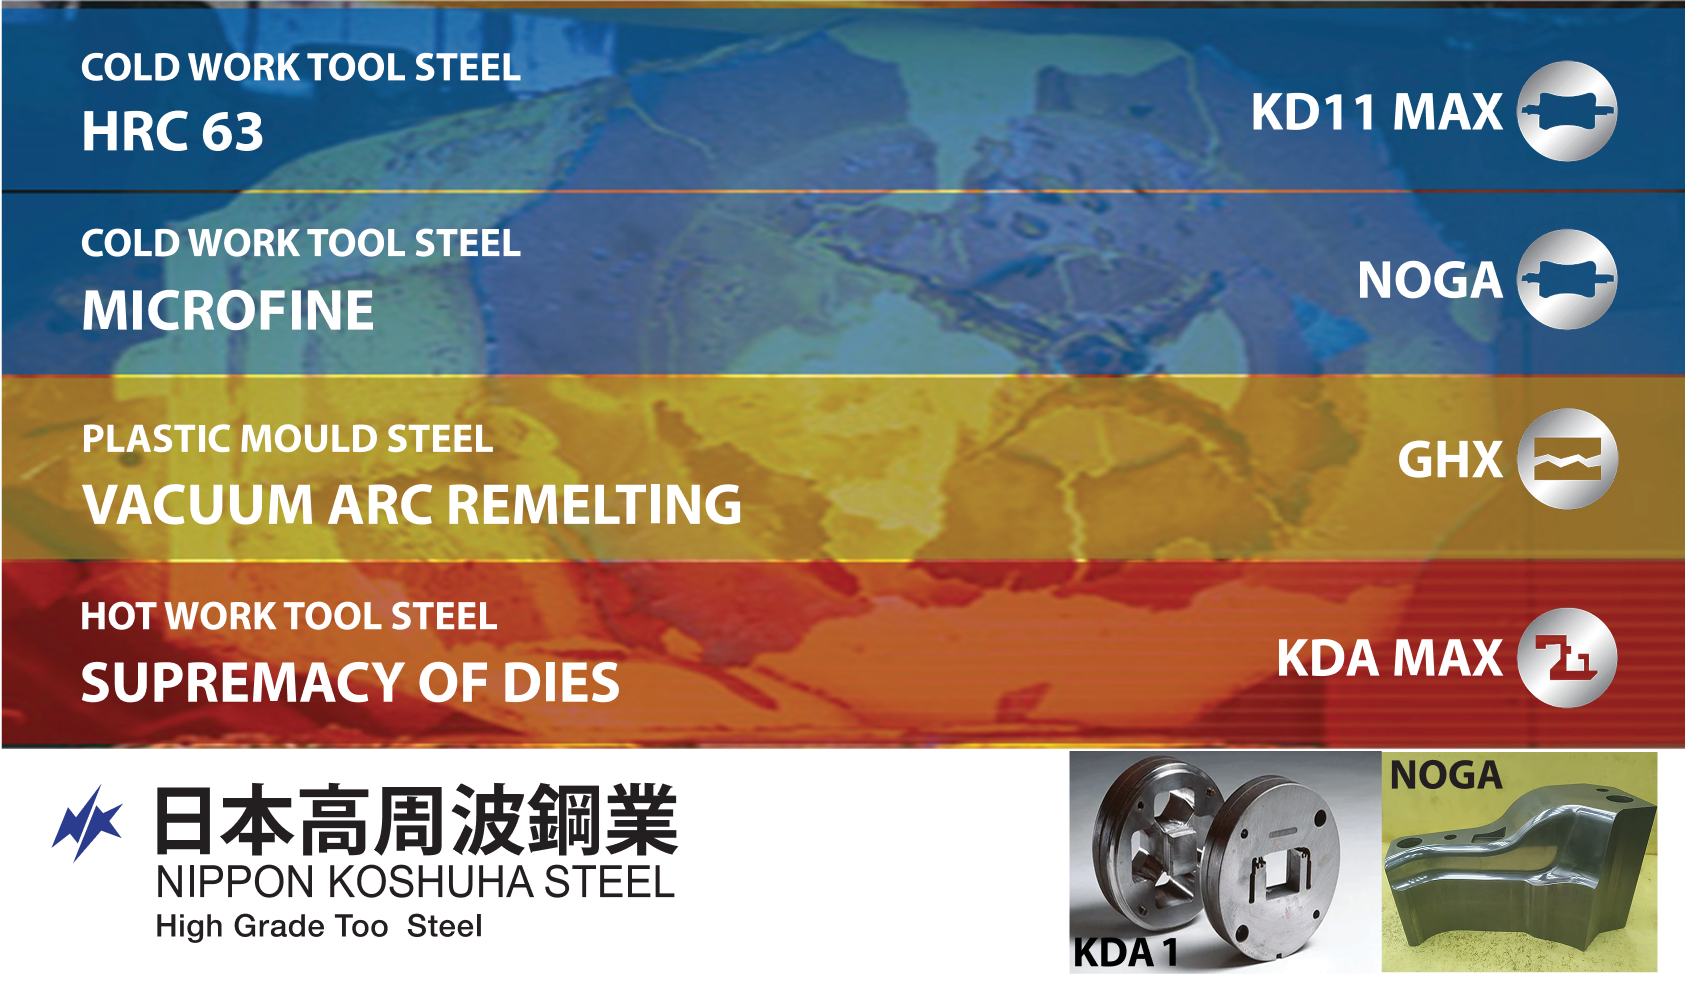 COLD WORK TOOL STEEL
HRC 63
KD11 MAX
COLD WORK TOOL STEEL
MICROFINE
NOGA
PLASTIC MOULD STEEL
VACUUM ARC REMELTING
GHX
HOT WORK TOOL STEEL
SUPREMACY OF DIES
KDA MAX
日本高周波鋼業
NIPPON KOSHUHA STEEL
High Grade Too Steel
KDA 1
NOGA